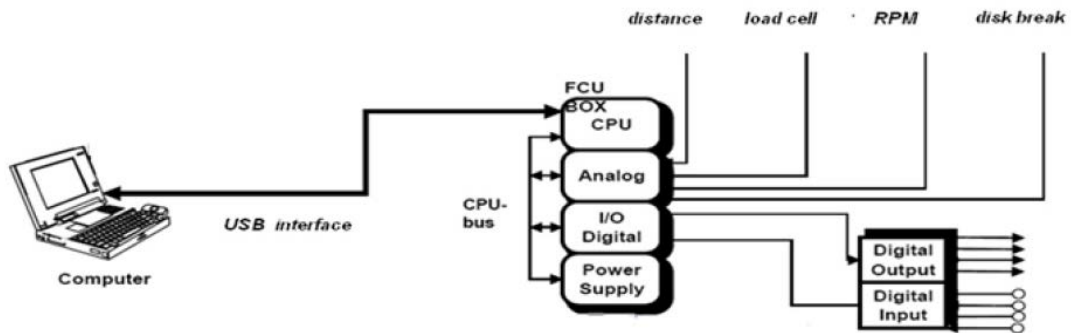 distance load cell RPM disk break
FCU
BOX
CPU
Analog
I/O
Digital
Power
Supply
CPU-
bus
USB interface
Computer
Digital
Output
Digital
Input